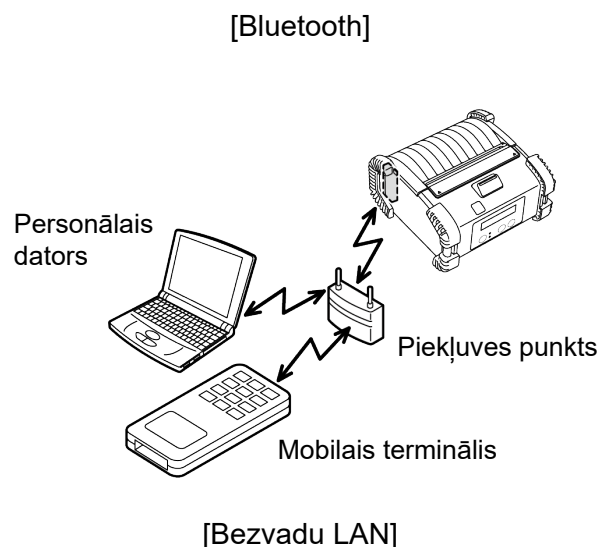 [Bluetooth]
Personālais
dators
Piekļuves punkts
Mobilais terminālis
[Bezvadu LAN]